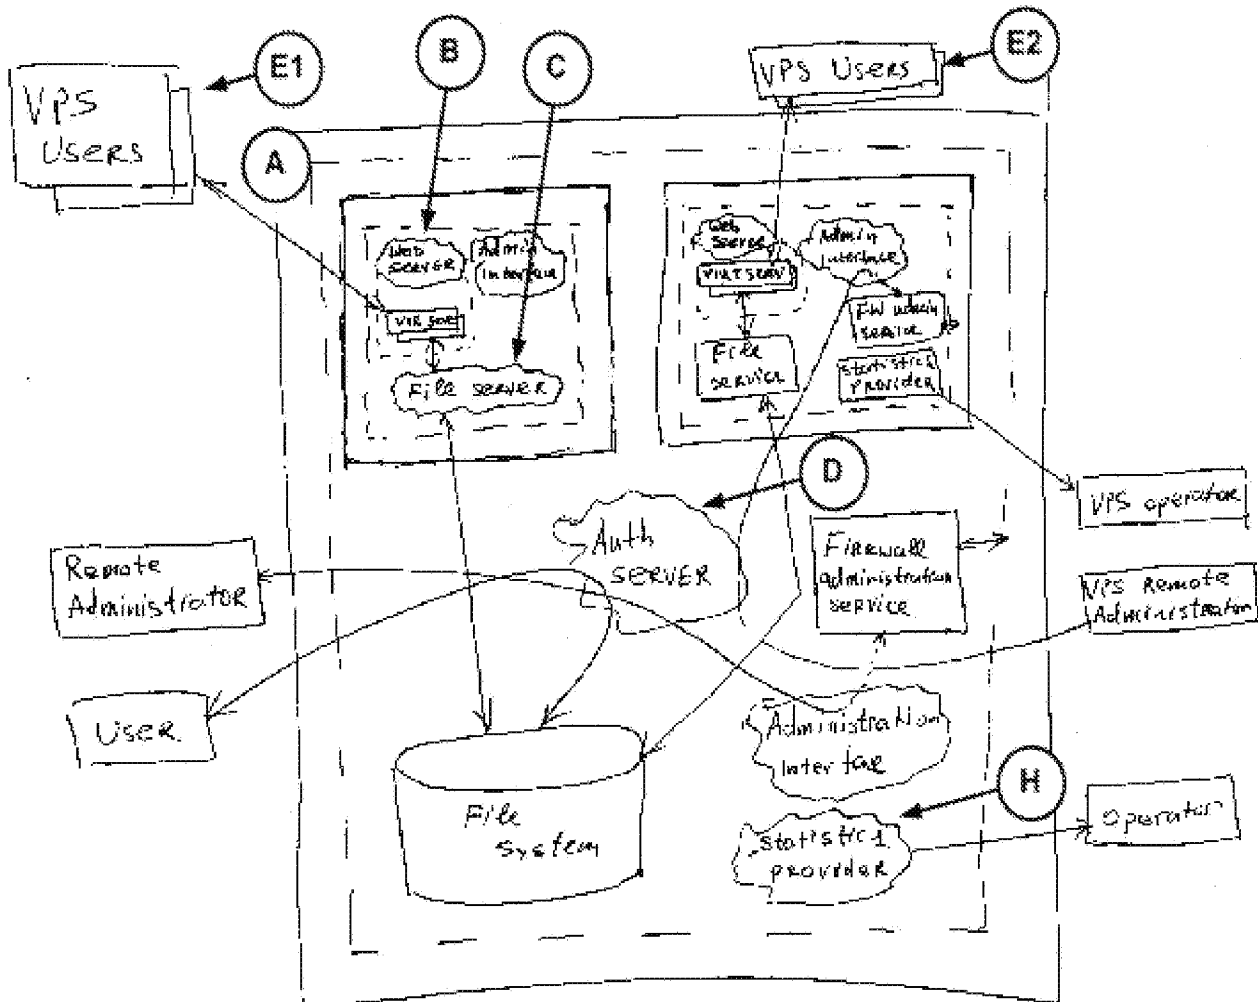 E1
B
C
E2
VPS
Users
VPS Users
A
Web
SERVER
Admin
Interface
VIR SERV
File SERVER
Web
Server
Admin
Interface
VIRT SERV
FW admin
service
File
service
Statistick
PROVIDER
D
VPS operator
Auth
SERVER
Firewall
administration
service
Remote
Administrator
VPS Remote
Administrator
User
Administration
Interface
File
System
H
Statistics
PROVIDER
Operator